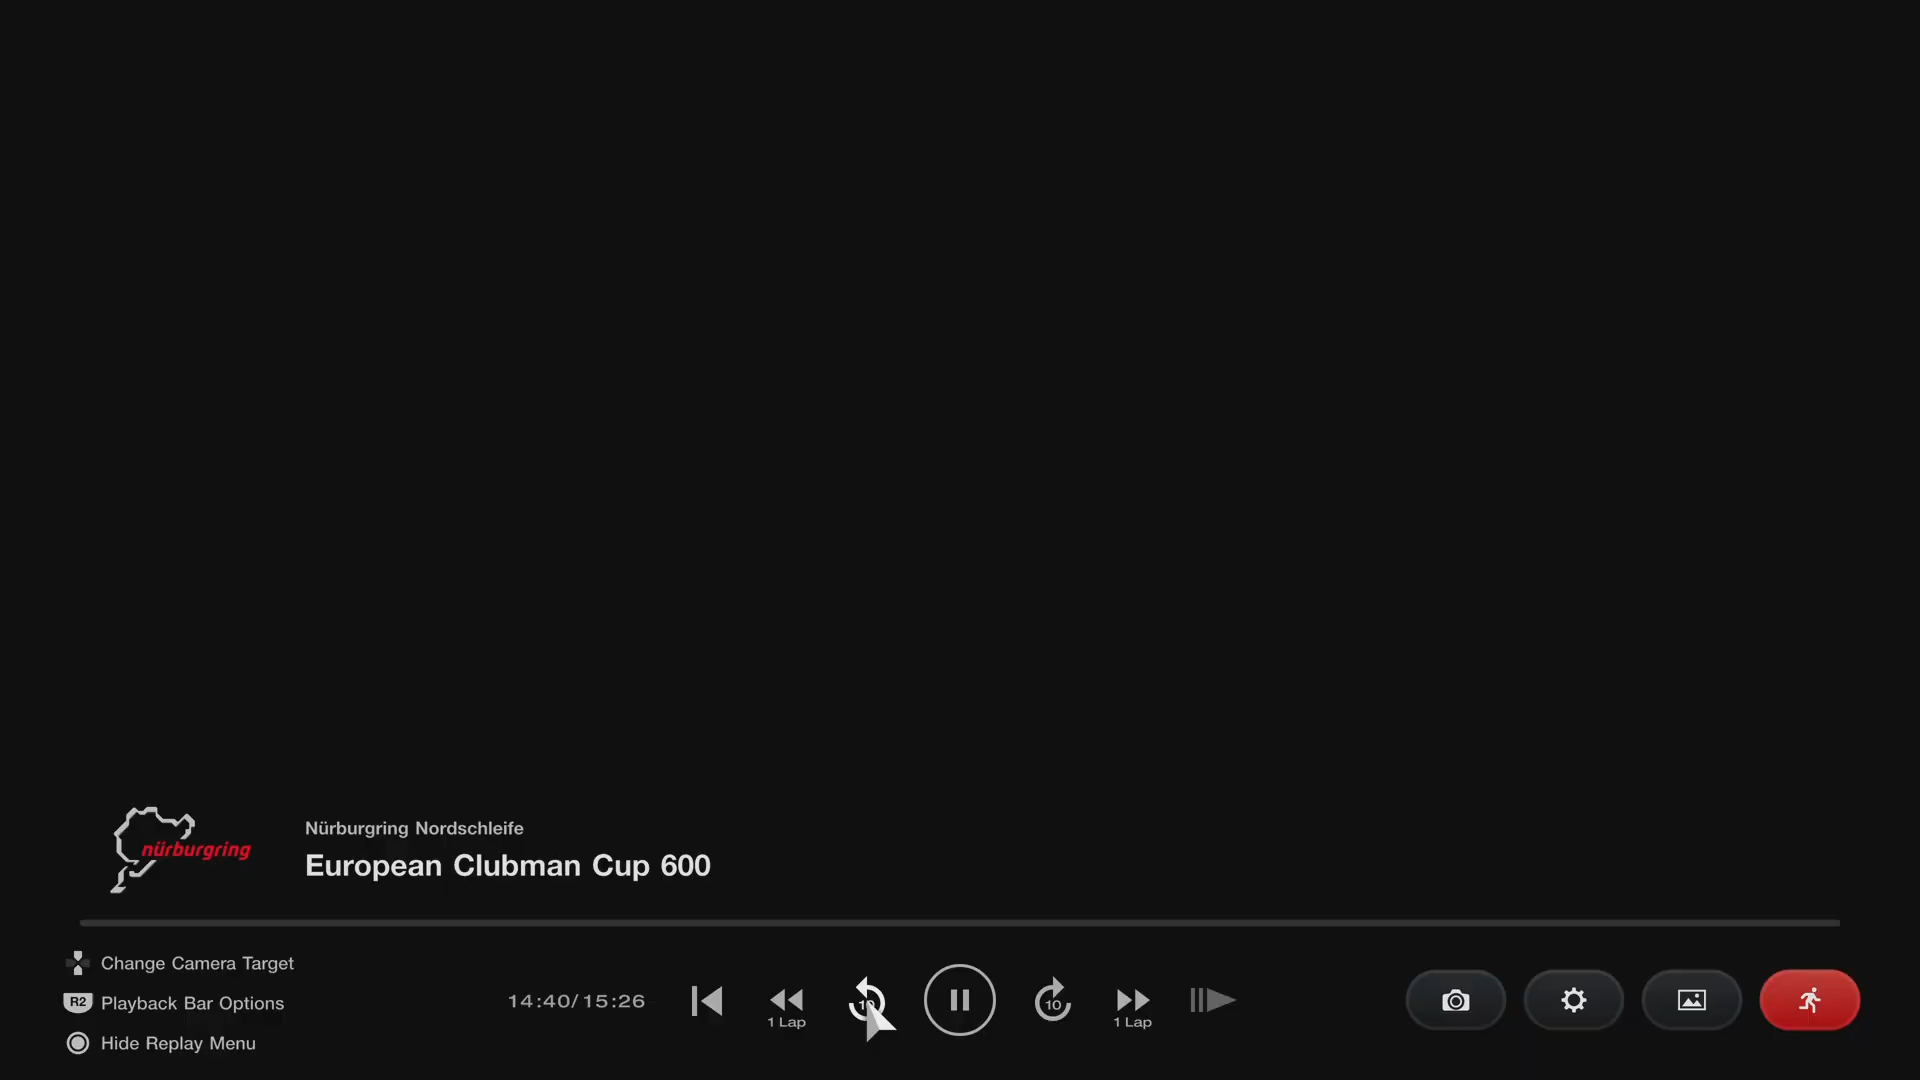 nürburgring
Nürburgring Nordschleife
European Clubman Cup 600
Change Camera Target
R2 Playback Bar Options
Hide Replay Menu
14:40/15:26
1 Lap
10
10
1 Lap